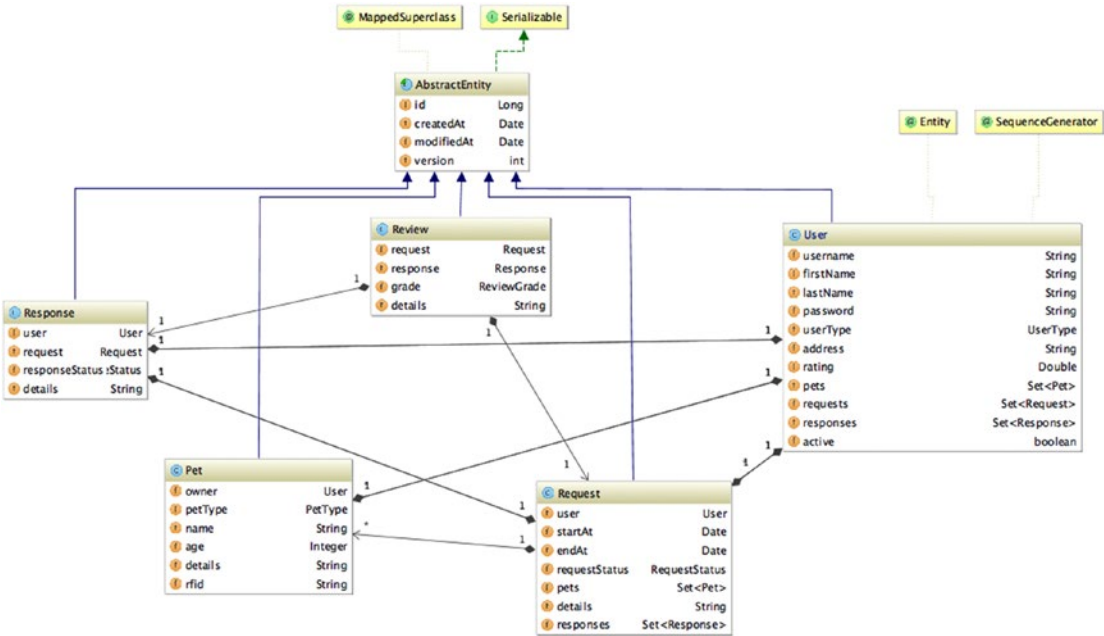 MappedSuperclass
Serializable
AbstractEntity
id Long
createdAt Date
modifiedAt Date
version int
Entity
SequenceGenerator
Review
request Request
response Response
grade ReviewGrade
details String
User
username String
firstName String
lastName String
password String
userType UserType
address String
rating Double
pets Set<Pet>
requests Set<Request>
responses Set<Response>
active boolean
Response
user User
request Request
responseStatus :Status
details String
1
1
1
1
1
1
1
1
1
1
1
1
1
*
1
Pet
owner User
petType PetType
name String
age Integer
details String
rfid String
Request
user User
startAt Date
endAt Date
requestStatus RequestStatus
pets Set<Pet>
details String
responses Set<Response>